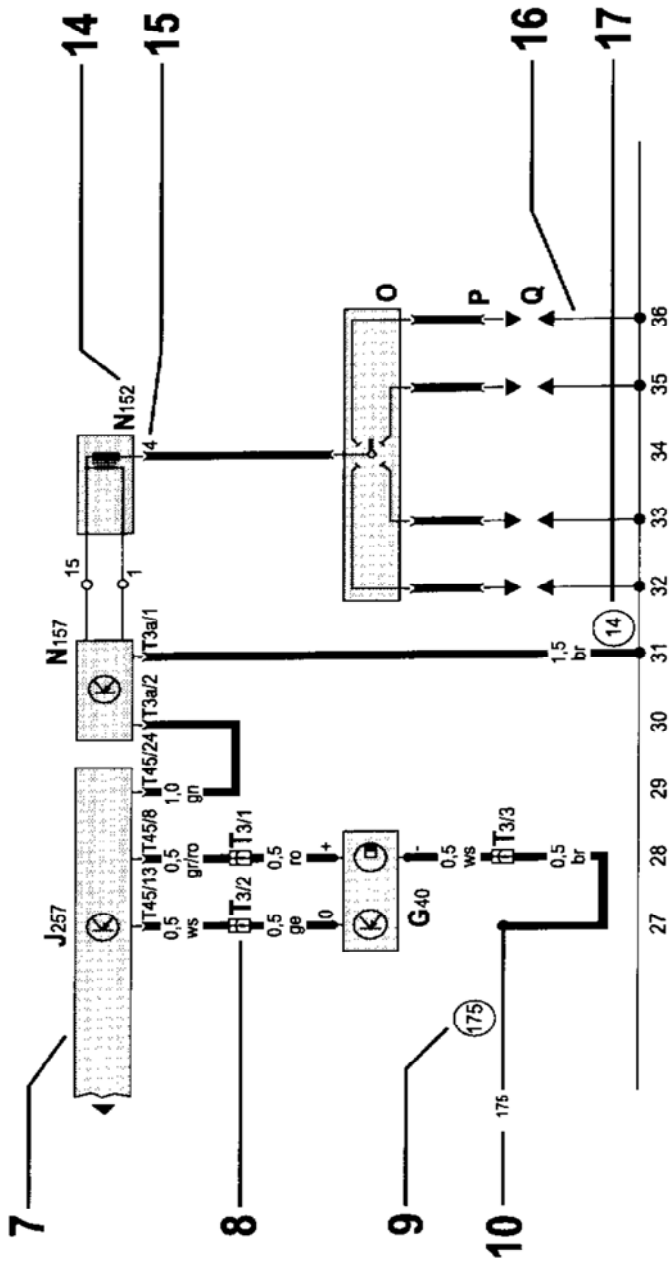 14
15
16
17
N152
4
O
P
Q
15
1
N157
T3a/1
T3a/2
1,5
br
14
J257
T45/24
T45/8
T45/13
1,0
gn
0,5
gr/ro
0,5
ws
T3/1
T3/2
0,5
ro
+
0,5
ge
0
G40
-
0,5
ws
T3/3
0,5
br
175
175
7
8
9
10
27
28
29
30
31
32
33
34
35
36